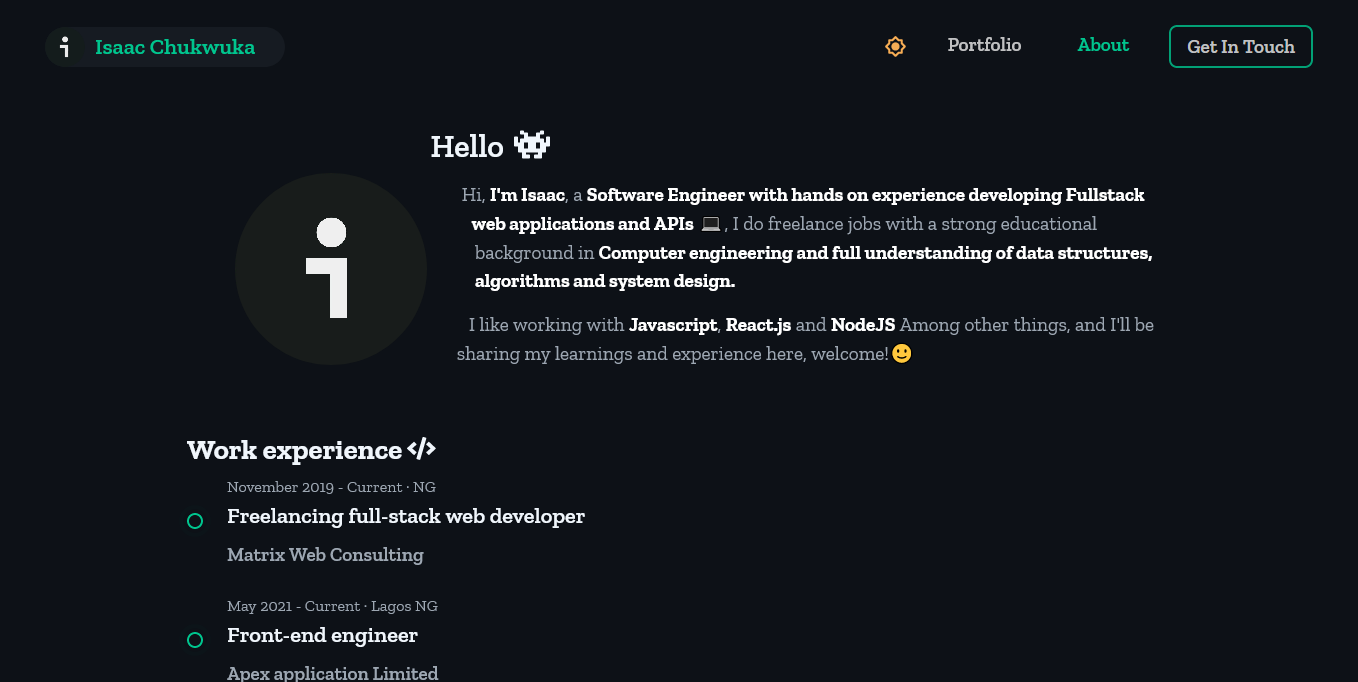 Isaac Chukwuka
Portfolio
About
Get In Touch
Hello
Hi, I'm Isaac, a Software Engineer with hands on experience developing Fullstack
web applications and APIs 💻 , I do freelance jobs with a strong educational
background in Computer engineering and full understanding of data structures,
algorithms and system design.
I like working with Javascript, React.js and NodeJS Among other things, and I'll be
sharing my learnings and experience here, welcome! 🙂
Work experience </>
November 2019 - Current · NG
Freelancing full-stack web developer
Matrix Web Consulting
May 2021 - Current · Lagos NG
Front-end engineer
Apex application Limited